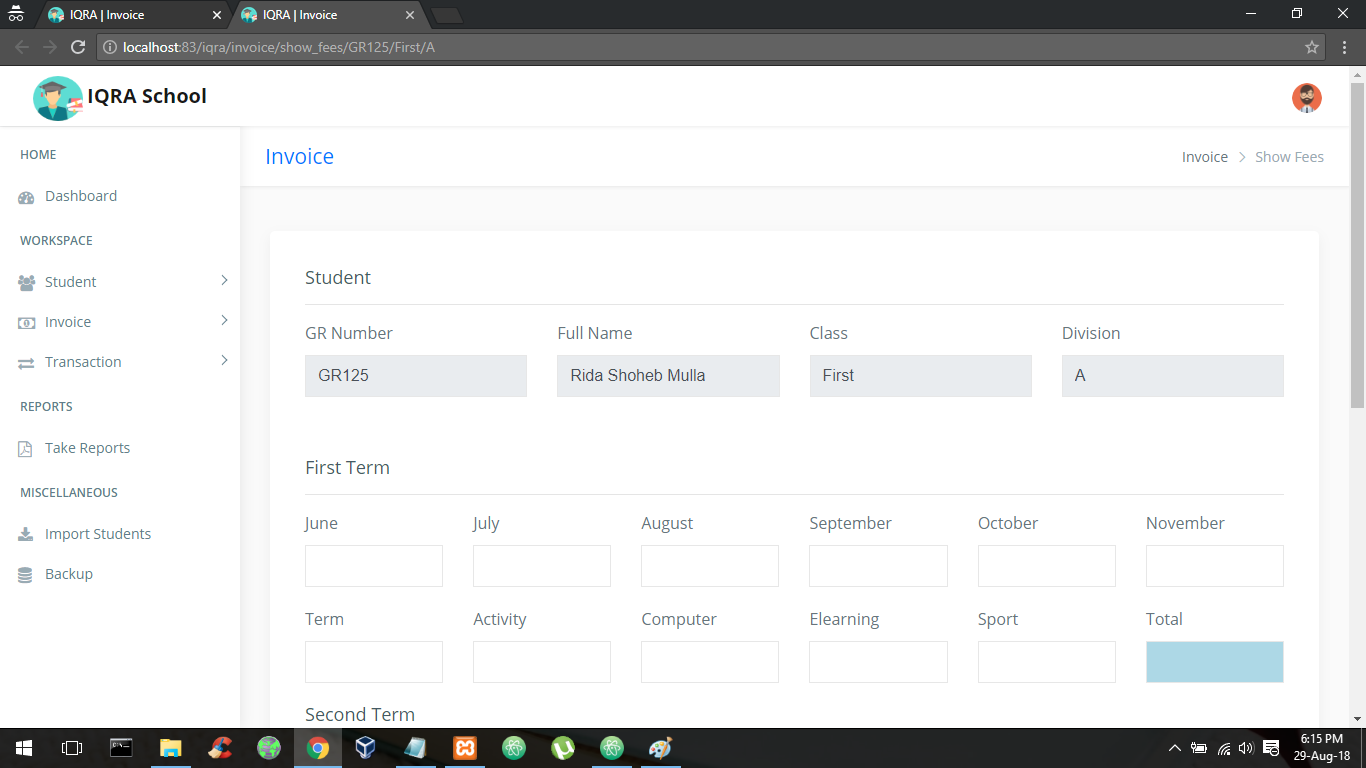 IQRA | Invoice
IQRA | Invoice
localhost:83/iqra/invoice/show_fees/GR125/First/A
IQRA School
HOME
Dashboard
WORKSPACE
Student
Invoice
Transaction
REPORTS
Take Reports
MISCELLANEOUS
Import Students
Backup
Invoice
Invoice > Show Fees
Student
GR Number Full Name Class Division
GR125 Rida Shoheb Mulla First A
First Term
June July August September October November
Term Activity Computer Elearning Sport Total
Second Term
6:15 PM
29-Aug-18